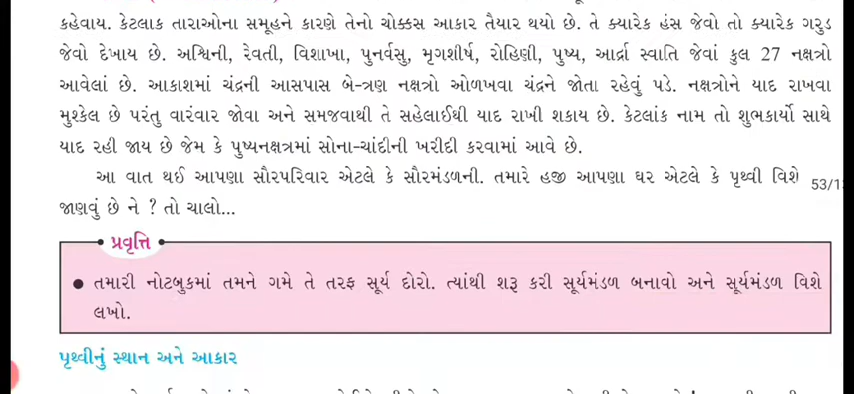 કહેવાય. કેટલાક તારાઓના સમૂહને કારણે તેનો ચોક્કસ આકાર તૈયાર થયો છે. તે ક્યારેક હંસ જેવો તો ક્યારેક ગરુડ
જેવો દેખાય છે. અશ્વિની, રેવતી, વિશાખા, પુનર્વસુ, મૃગશીર્ષ, રોહિણી, પુષ્ય, આર્દ્રા સ્વાતિ જેવાં કુલ 27 નક્ષત્રો
આવેલાં છે. આકાશમાં ચંદ્રની આસપાસ બે-ત્રણ નક્ષત્રો ઓળખવા ચંદ્રને જોતા રહેવું પડે. નક્ષત્રોને યાદ રાખવા
મુશ્કેલ છે પરંતુ વારંવાર જોવા અને સમજવાથી તે સહેલાઈથી યાદ રાખી શકાય છે. કેટલાંક નામ તો શુભકાર્યો સાથે
યાદ રહી જાય છે જેમ કે પુષ્યનક્ષત્રમાં સોના-ચાંદીની ખરીદી કરવામાં આવે છે.
આ વાત થઈ આપણા સૌરપરિવાર એટલે કે સૌરમંડળની. તમારે હજી આપણા ઘર એટલે કે પૃથ્વી વિશે
જાણવું છે ને ? તો ચાલો...
પ્રવૃત્તિ
● તમારી નોટબુકમાં તમને ગમે તે તરફ સૂર્ય દોરો. ત્યાંથી શરૂ કરી સૂર્યમંડળ બનાવો અને સૂર્યમંડળ વિશે
લખો.
પૃથ્વીનું સ્થાન અને આકાર